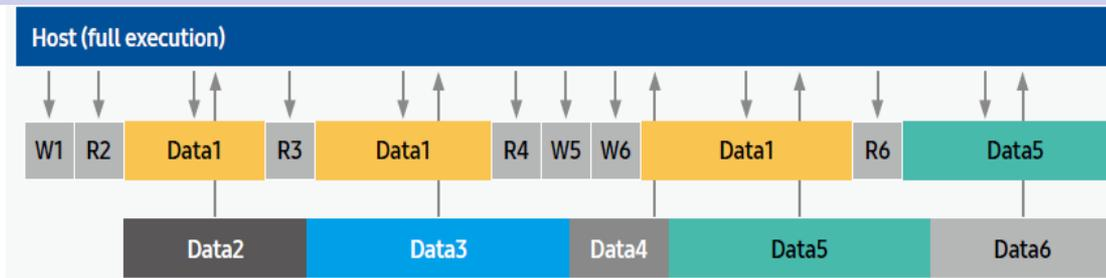 Host (full execution)
W1 R2 Data1 R3 Data1 R4 W5 W6 Data1 R6 Data5
Data2 Data3 Data4 Data5 Data6